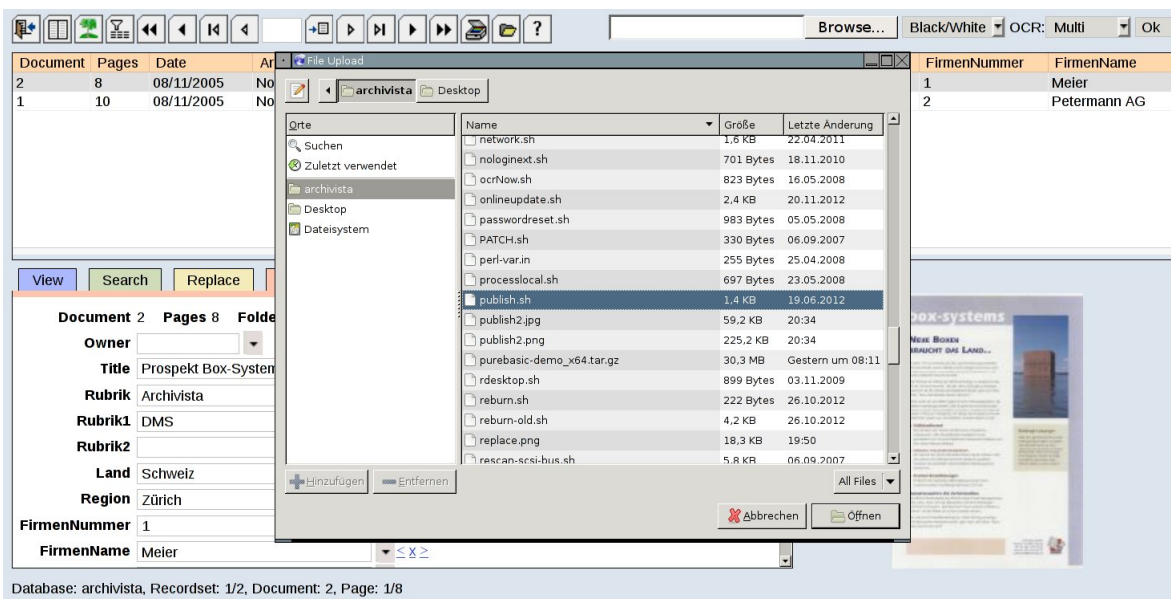 ? Browse... Black/White OCR: Multi Ok
Document Pages Date Ar FirmenNummer FirmenName
2 8 08/11/2005 No 1 Meier
1 10 08/11/2005 No 2 Petermann AG
File Upload
archivista Desktop
Orte
Suchen
Zuletzt verwendet
archivista
Desktop
Dateisystem
Name Größe Letzte Änderung
network.sh 1,6 KB 22.04.2011
nologinext.sh 701 Bytes 18.11.2010
ocrNow.sh 823 Bytes 16.05.2008
onlineupdate.sh 2,4 KB 20.11.2012
passwordreset.sh 983 Bytes 05.05.2008
PATCH.sh 330 Bytes 06.09.2007
perl-var.in 255 Bytes 25.04.2008
processlocal.sh 697 Bytes 23.05.2008
publish.sh 1,4 KB 19.06.2012
publish2.jpg 59,2 KB 20:34
publish2.png 225,2 KB 20:34
purebasic-demo_x64.tar.gz 30,3 MB Gestern um 08:11
rdesktop.sh 899 Bytes 03.11.2009
reburn.sh 222 Bytes 26.10.2012
reburn-old.sh 4,2 KB 26.10.2012
replace.png 18,3 KB 19:50
rescan-scsi-bus.sh 5,8 KB 06.09.2007
Hinzufügen Entfernen All Files
Abbrechen Öffnen
View Search Replace
Document 2 Pages 8 Folde
Owner
Title Prospekt Box-System
Rubrik Archivista
Rubrik1 DMS
Rubrik2
Land Schweiz
Region Zürich
FirmenNummer 1
FirmenName Meier < x >
box-systems
Neue Boxen
braucht das Land...
Database: archivista, Recordset: 1/2, Document: 2, Page: 1/8